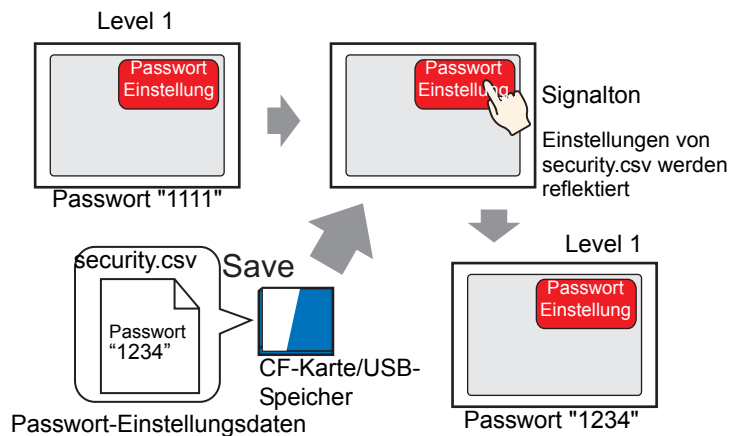 Level 1
Passwort
Einstellung
Passwort "1111"
Passwort
Einstellung
Signalton
Einstellungen von
security.csv werden
reflektiert
security.csv
Save
Passwort
“1234”
CF-Karte/USB-
Speicher
Passwort-Einstellungsdaten
Level 1
Passwort
Einstellung
Passwort "1234"